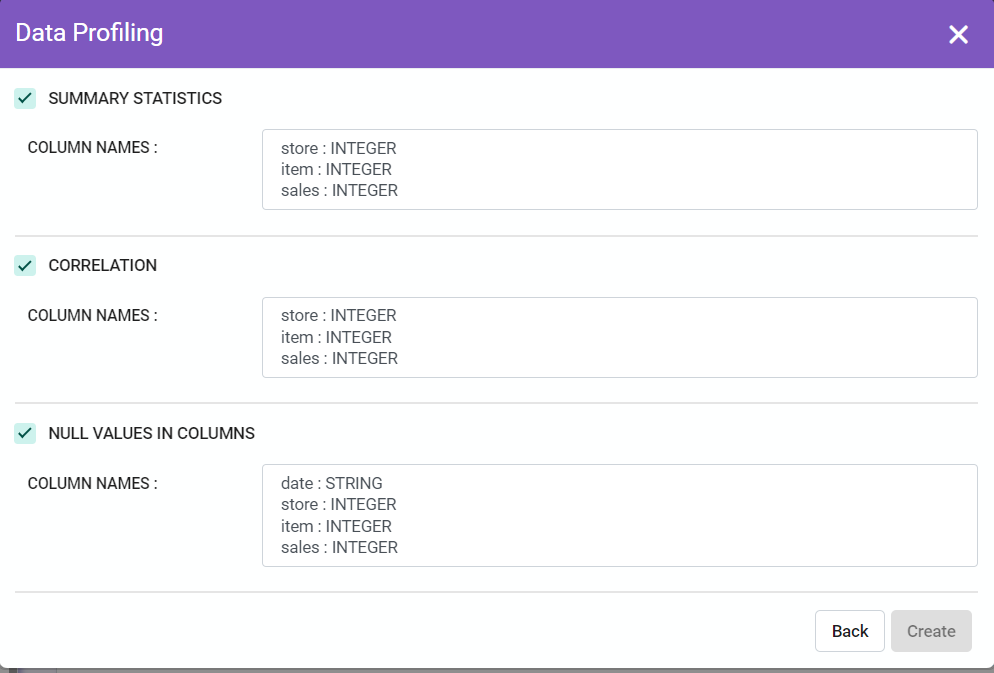 Data Profiling
SUMMARY STATISTICS
COLUMN NAMES :
store : INTEGER
item : INTEGER
sales : INTEGER
CORRELATION
COLUMN NAMES :
store : INTEGER
item : INTEGER
sales : INTEGER
NULL VALUES IN COLUMNS
COLUMN NAMES :
date : STRING
store : INTEGER
item : INTEGER
sales : INTEGER
Back Create